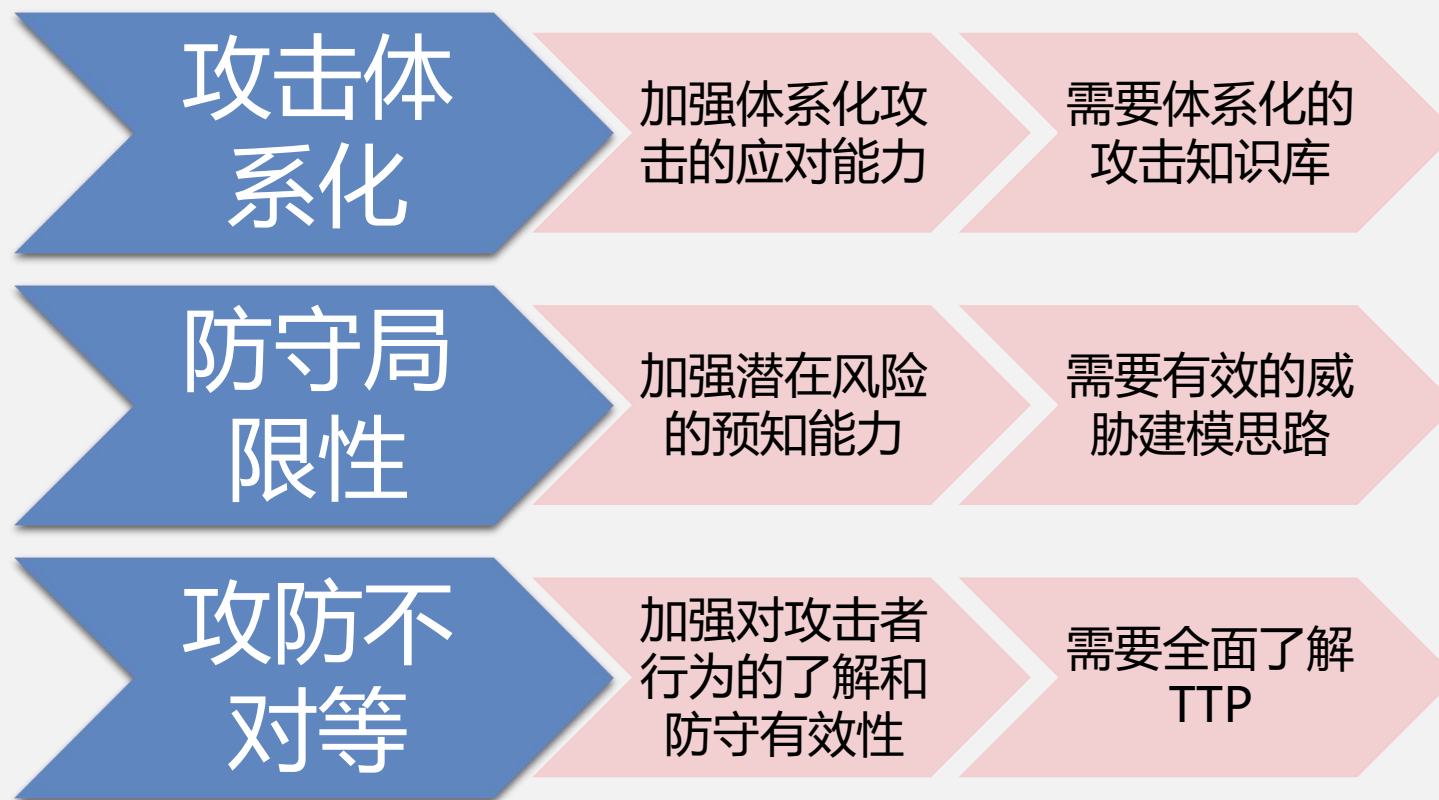 攻击体
系化
加强体系化攻
击的应对能力
需要体系化的
攻击知识库
防守局
限性
加强潜在风险
的预知能力
需要有效的威
胁建模思路
攻防不
对等
加强对攻击者
行为的了解和
防守有效性
需要全面了解
TTP